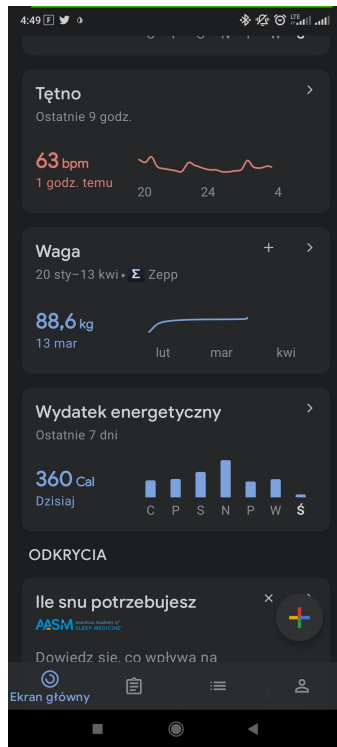 4:49
LTE
Tętno
Ostatnie 9 godz.
63 bpm
1 godz. temu
20 24 4
Waga
20 sty–13 kwi • Σ Zepp
88,6 kg
13 mar
lut mar kwi
Wydatek energetyczny
Ostatnie 7 dni
360 Cal
Dzisiaj
C P S N P W Ś
ODKRYCIA
Ile snu potrzebujesz
AASM American Academy of
SLEEP MEDICINE
Dowiedz się, co wpływa na
Ekran główny